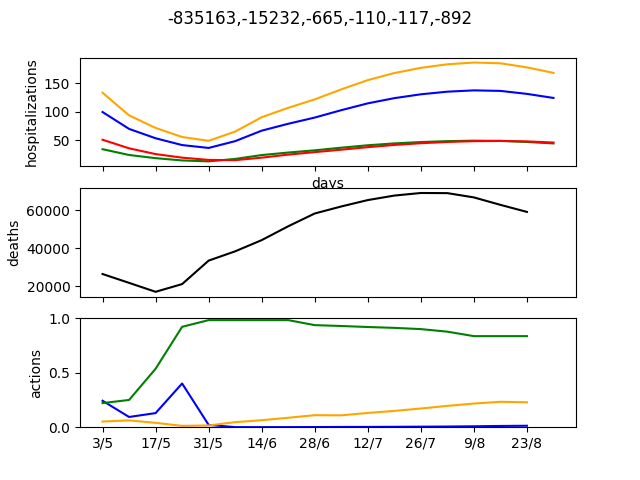 -835163,-15232,-665,-110,-117,-892
hospitalizations
150
100
50
days
deaths
60000
40000
20000
actions
1.0
0.5
0.0
3/5 17/5 31/5 14/6 28/6 12/7 26/7 9/8 23/8